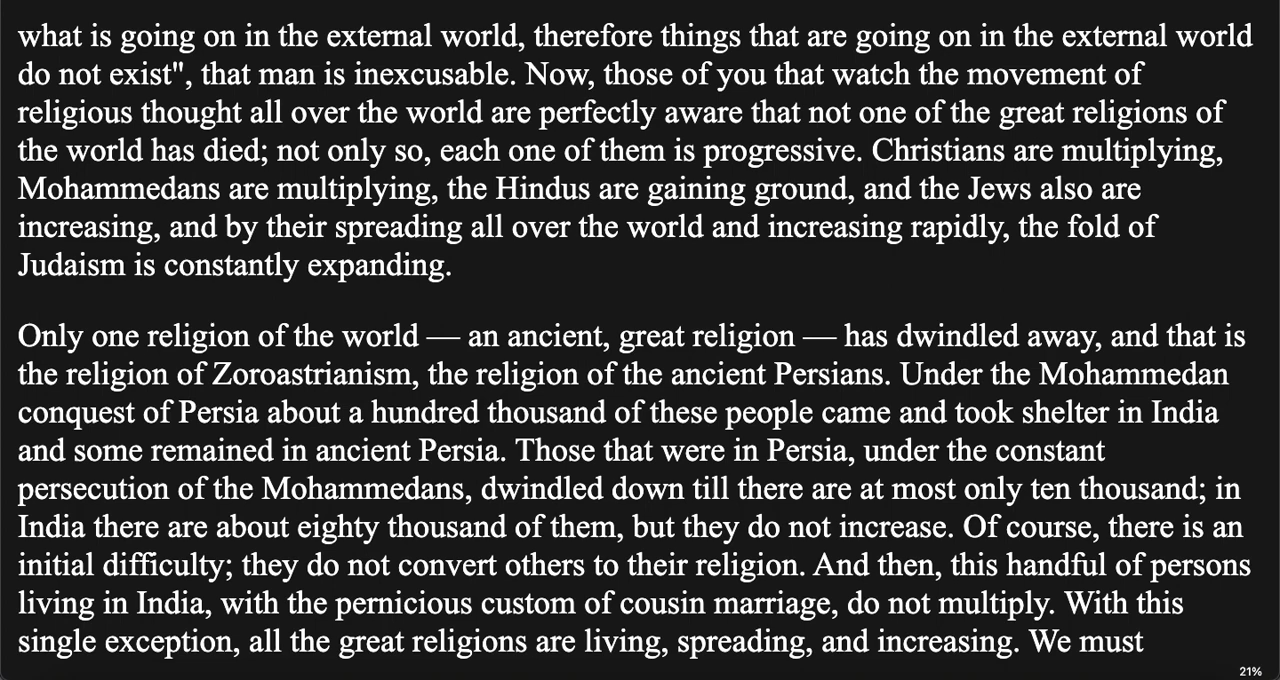 what is going on in the external world, therefore things that are going on in the external world
do not exist", that man is inexcusable. Now, those of you that watch the movement of
religious thought all over the world are perfectly aware that not one of the great religions of
the world has died; not only so, each one of them is progressive. Christians are multiplying,
Mohammedans are multiplying, the Hindus are gaining ground, and the Jews also are
increasing, and by their spreading all over the world and increasing rapidly, the fold of
Judaism is constantly expanding.
Only one religion of the world — an ancient, great religion — has dwindled away, and that is
the religion of Zoroastrianism, the religion of the ancient Persians. Under the Mohammedan
conquest of Persia about a hundred thousand of these people came and took shelter in India
and some remained in ancient Persia. Those that were in Persia, under the constant
persecution of the Mohammedans, dwindled down till there are at most only ten thousand; in
India there are about eighty thousand of them, but they do not increase. Of course, there is an
initial difficulty; they do not convert others to their religion. And then, this handful of persons
living in India, with the pernicious custom of cousin marriage, do not multiply. With this
single exception, all the great religions are living, spreading, and increasing. We must
21%